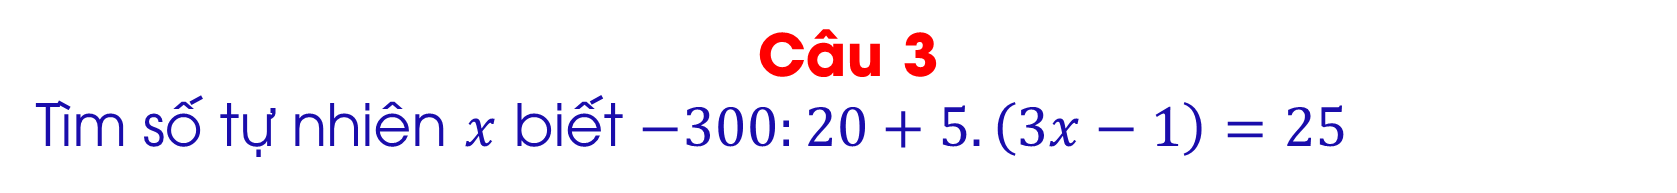 Câu 3
Tìm số tự nhiên x biết −300: 20 + 5. (3x − 1) = 25